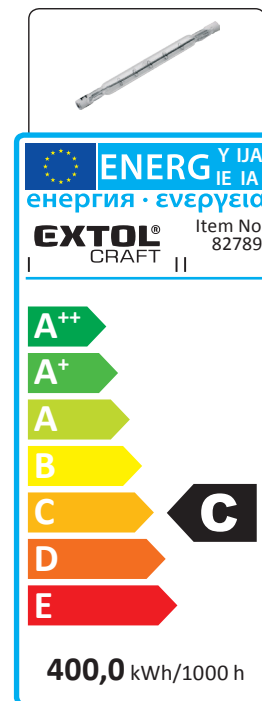 ENERG Y IJA
IE IA
енергия · ενεργεια
EXTOL® Item No
CRAFT 82789
I II
A++
A+
A
B
C C
D
E
400,0 kWh/1000 h